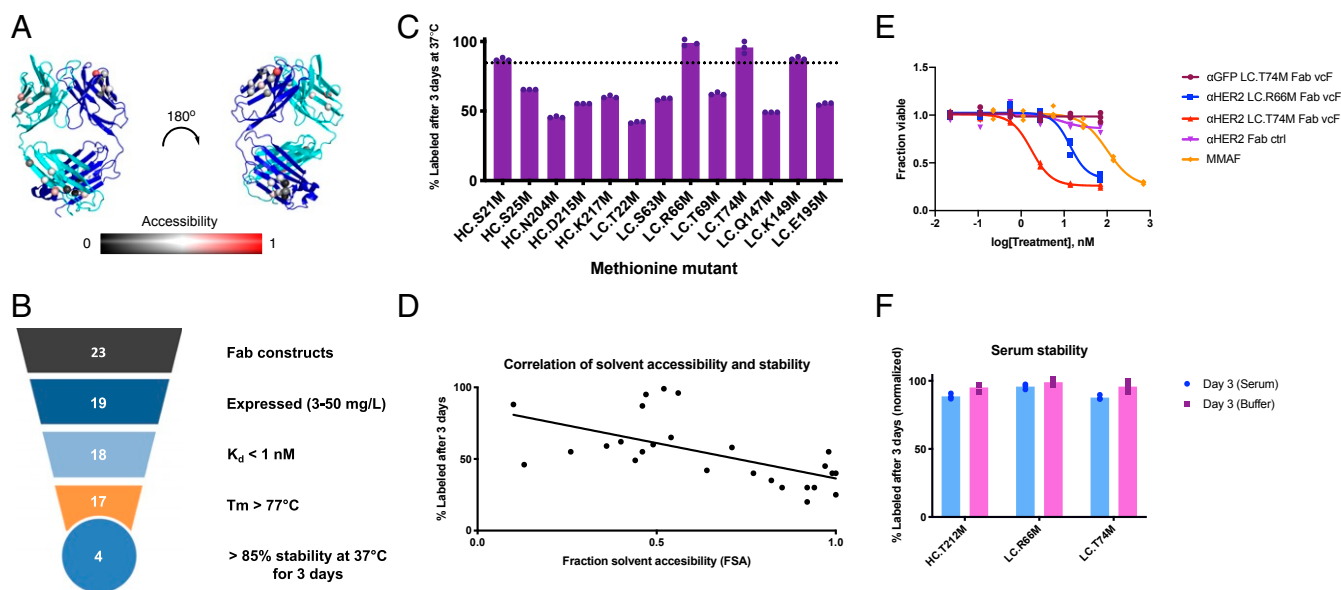 A
180º
Accessibility
0
1
B
23
Fab constructs
19
Expressed (3-50 mg/L)
18
Kd < 1 nM
17
Tm > 77°C
4
> 85% stability at 37°C
for 3 days
C
% Labeled after 3 days at 37°C
100
50
0
HC.S21M
HC.S25M
HC.N204M
HC.D215M
HC.K217M
LC.T22M
LC.S63M
LC.R66M
LC.T69M
LC.T74M
LC.Q147M
LC.K149M
LC.E195M
Methionine mutant
D
Correlation of solvent accessibility and stability
% Labeled after 3 days
100
50
0
0.0
0.5
1.0
Fraction solvent accesibility (FSA)
E
Fraction viable
1.5
1.0
0.5
0.0
-2
-1
0
1
2
3
log[Treatment], nM
αGFP LC.T74M Fab vcF
αHER2 LC.R66M Fab vcF
αHER2 LC.T74M Fab vcF
αHER2 Fab ctrl
MMAF
F
Serum stability
% Labeled after 3 days (normalized)
100
50
0
HC.T212M
LC.R66M
LC.T74M
Day 3 (Serum)
Day 3 (Buffer)